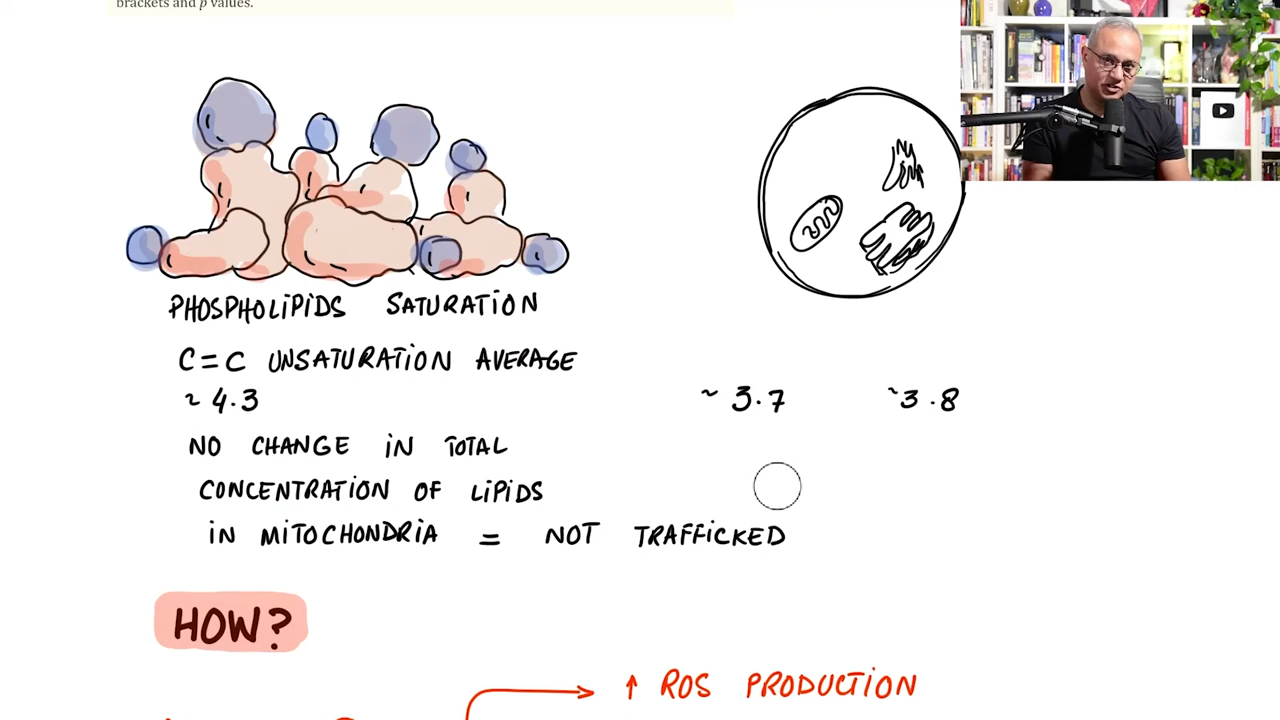 brackets and p values.
PHOSPHOLIPIDS SATURATION
C=C UNSATURATION AVERAGE
~ 4.3 ~ 3.7 ~3.8
NO CHANGE IN TOTAL
CONCENTRATION OF LIPIDS
IN MITOCHONDRIA = NOT TRAFFICKED
HOW?
↑ ROS PRODUCTION